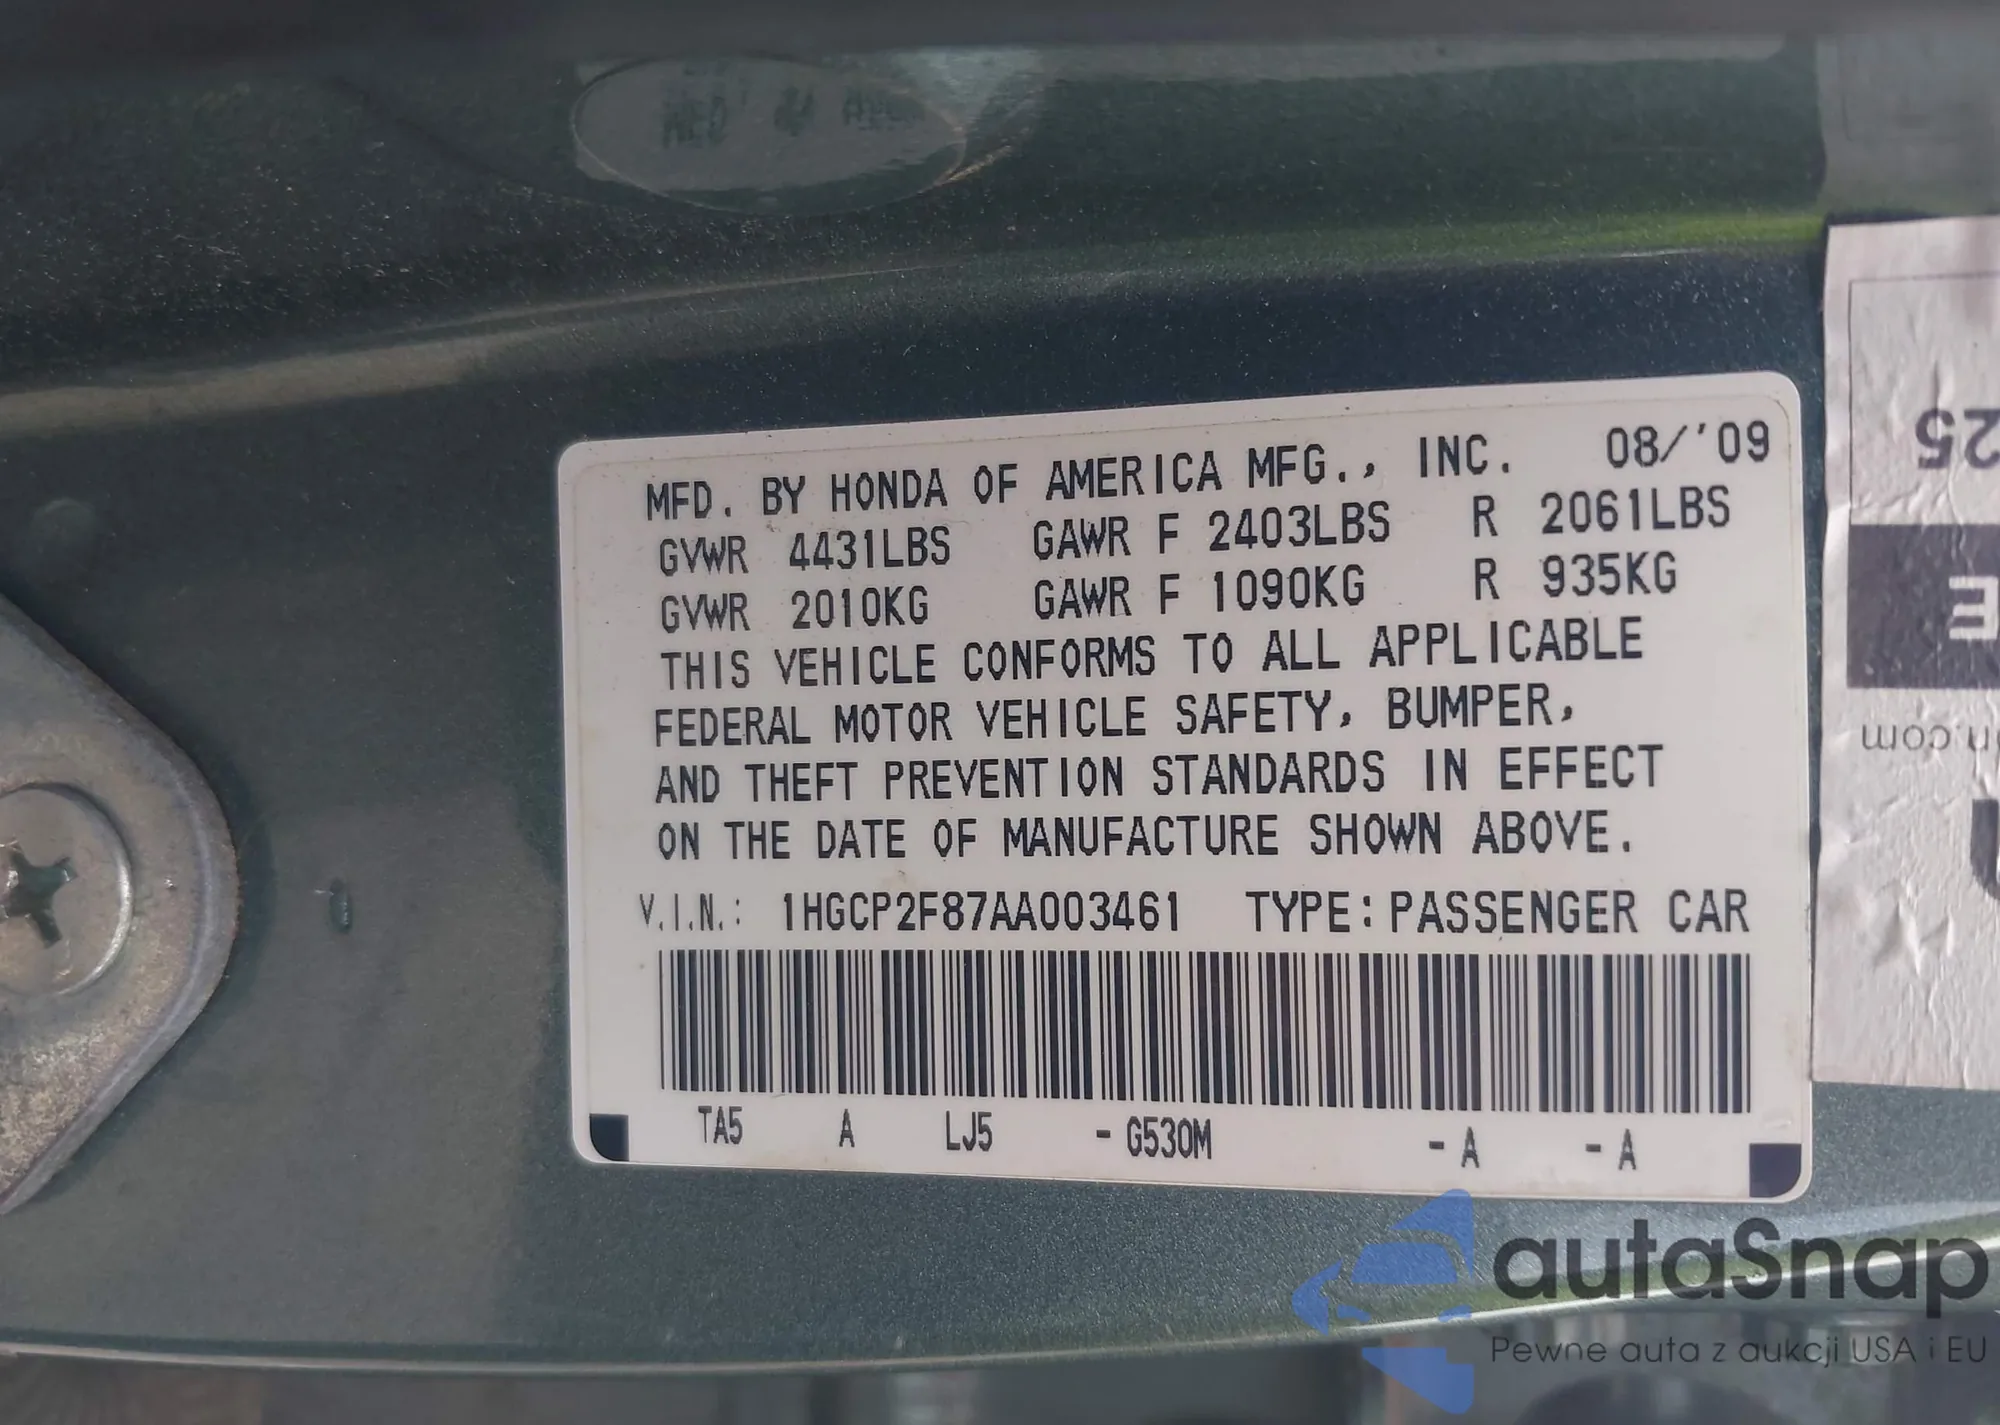 MFD. BY HONDA OF AMERICA MFG., INC. 08/'09
GVWR 4431LBS GAWR F 2403LBS R 2061LBS
GVWR 2010KG GAWR F 1090KG R 935KG
THIS VEHICLE CONFORMS TO ALL APPLICABLE
FEDERAL MOTOR VEHICLE SAFETY, BUMPER,
AND THEFT PREVENTION STANDARDS IN EFFECT
ON THE DATE OF MANUFACTURE SHOWN ABOVE.
V.I.N.: 1HGCP2F87AA003461 TYPE: PASSENGER CAR
TA5 A LJ5 - G530M - A - A
25
E
n.com
autaSnap
Pewne auta z aukcji USA i EU